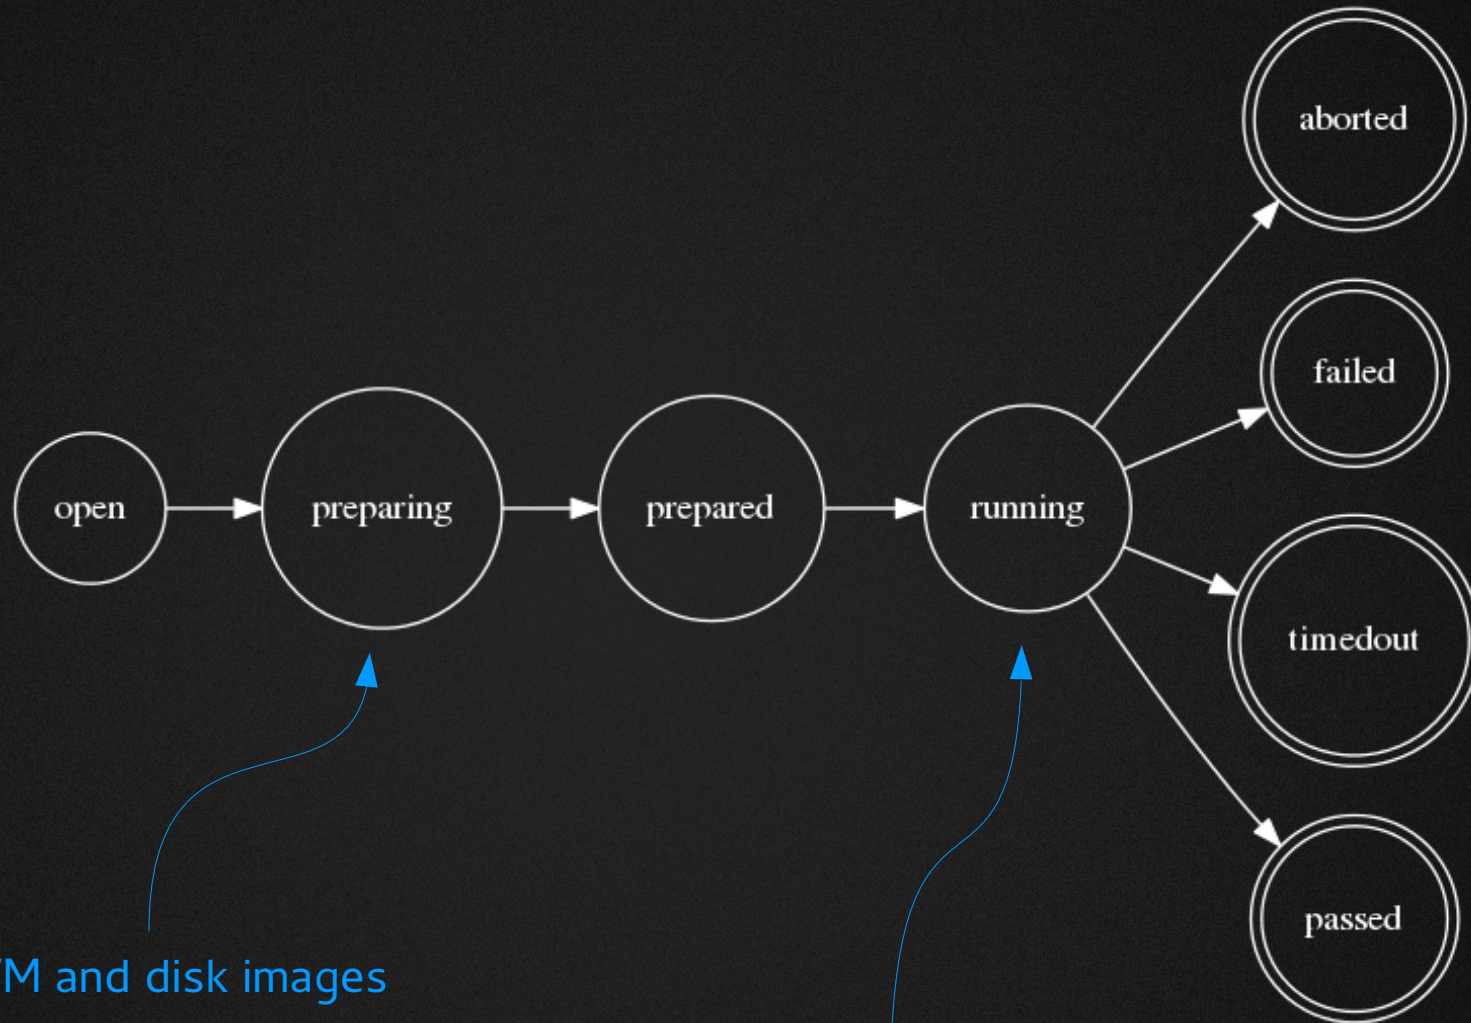 aborted
failed
open
preparing
prepared
running
timedout
passed
and disk images